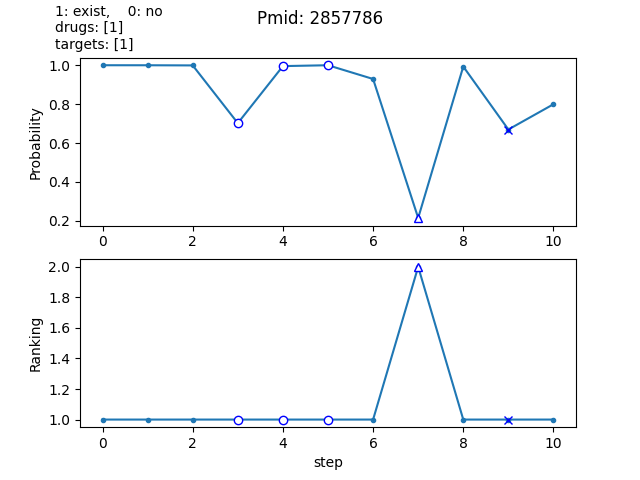 1: exist,    0: no
drugs: [1]
targets: [1]
Pmid: 2857786
Probability
1.0
0.8
0.6
0.4
0.2
0 2 4 6 8 10
Ranking
2.0
1.8
1.6
1.4
1.2
1.0
0 2 4 6 8 10
step